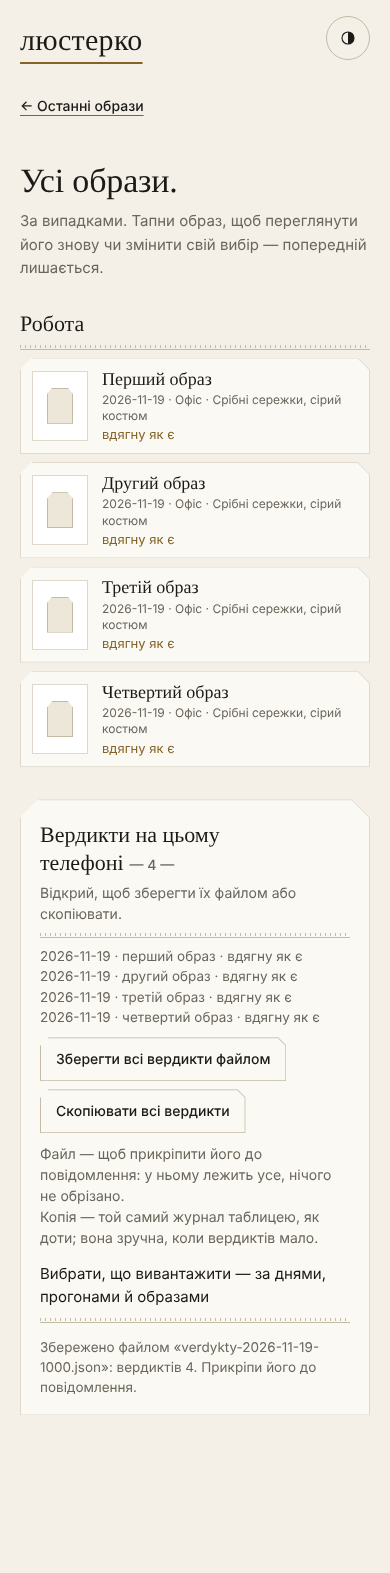 люстерко
← Останні образи
Усі образи.
За випадками. Тапни образ, щоб переглянути
його знову чи змінити свій вибір — попередній
лишається.
Робота
Перший образ
2026-11-19 · Офіс · Срібні сережки, сірий
костюм
вдягну як є
Другий образ
2026-11-19 · Офіс · Срібні сережки, сірий
костюм
вдягну як є
Третій образ
2026-11-19 · Офіс · Срібні сережки, сірий
костюм
вдягну як є
Четвертий образ
2026-11-19 · Офіс · Срібні сережки, сірий
костюм
вдягну як є
Вердикти на цьому
телефоні — 4 —
Відкрий, щоб зберегти їх файлом або
скопіювати.
2026-11-19 · перший образ · вдягну як є
2026-11-19 · другий образ · вдягну як є
2026-11-19 · третій образ · вдягну як є
2026-11-19 · четвертий образ · вдягну як є
Зберегти всі вердикти файлом
Скопіювати всі вердикти
Файл — щоб прикріпити його до
повідомлення: у ньому лежить усе, нічого
не обрізано.
Копія — той самий журнал таблицею, як
доти; вона зручна, коли вердиктів мало.
Вибрати, що вивантажити — за днями,
прогонами й образами
Збережено файлом «verdykty-2026-11-19-
1000.json»: вердиктів 4. Прикріпи його до
повідомлення.